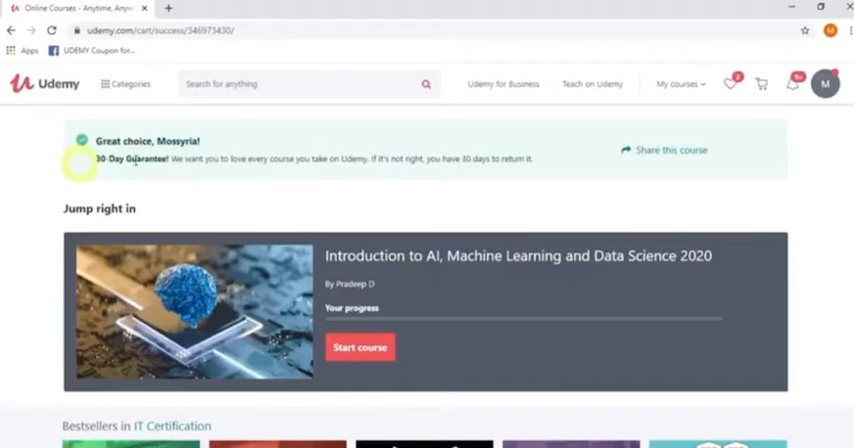 Online Courses - Anytime, Anyw
udemy.com/cart/success/346973430/
M
Apps
UDEMY Coupon for...
Udemy
Categories
Search for anything
Udemy for Business
Teach on Udemy
My courses
2
9+
M
Great choice, Mossyria!
30-Day Guarantee! We want you to love every course you take on Udemy. If it's not right, you have 30 days to return it.
Share this course
Jump right in
Introduction to AI, Machine Learning and Data Science 2020
By Pradeep D
Your progress
Start course
Bestsellers in IT Certification